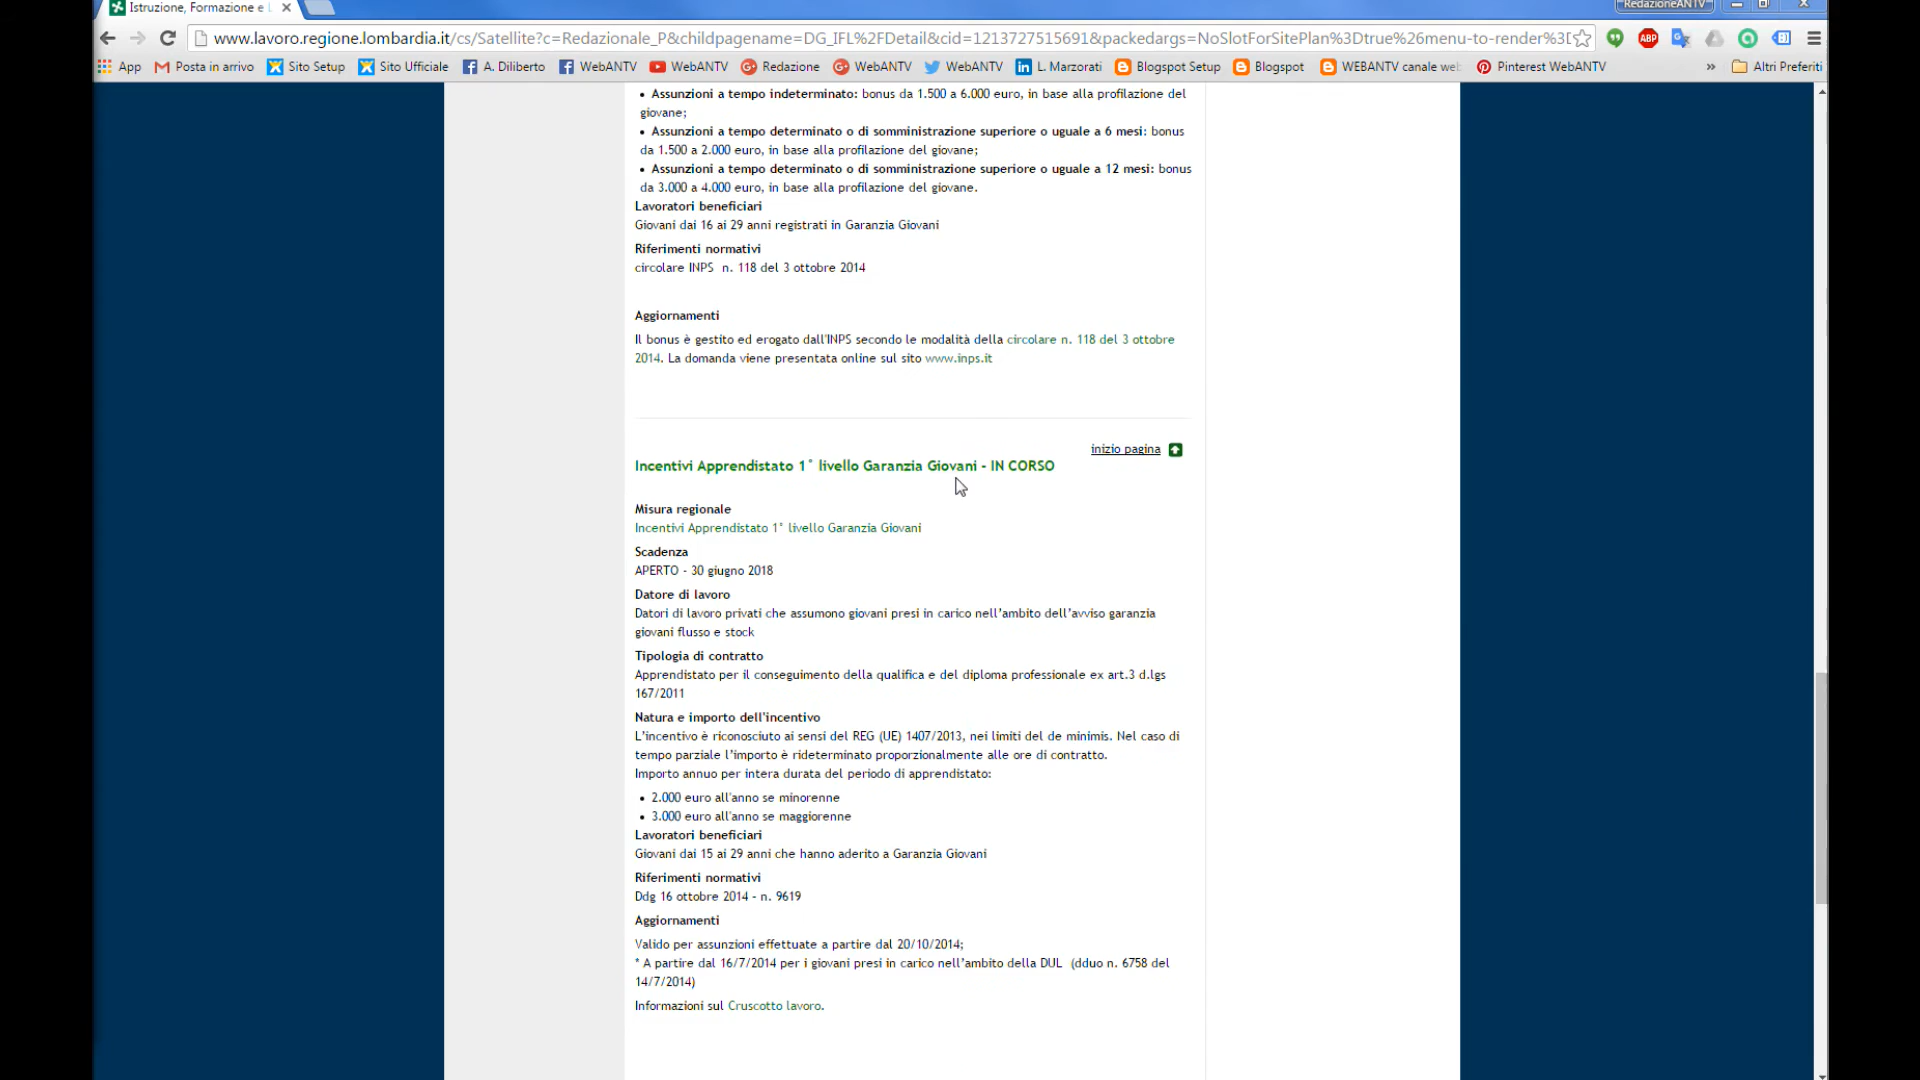 Istruzione, Formazione e L
RedazioneANTV
www.lavoro.regione.lombardia.it/cs/Satellite?c=Redazionale_P&childpagename=DG_IFL%2FDetail&cid=1213727515691&packedargs=NoSlotForSitePlan%3Dtrue%26menu-to-render%3D
App Posta in arrivo Sito Setup Sito Ufficiale A. Diliberto WebANTV WebANTV Redazione WebANTV WebANTV L. Marzorati Blogspot Setup Blogspot WEBANTV canale web Pinterest WebANTV » Altri Preferiti
• Assunzioni a tempo indeterminato: bonus da 1.500 a 6.000 euro, in base alla profilazione del
giovane;
• Assunzioni a tempo determinato o di somministrazione superiore o uguale a 6 mesi: bonus
da 1.500 a 2.000 euro, in base alla profilazione del giovane;
• Assunzioni a tempo determinato o di somministrazione superiore o uguale a 12 mesi: bonus
da 3.000 a 4.000 euro, in base alla profilazione del giovane.
Lavoratori beneficiari
Giovani dai 16 ai 29 anni registrati in Garanzia Giovani
Riferimenti normativi
circolare INPS n. 118 del 3 ottobre 2014
Aggiornamenti
Il bonus è gestito ed erogato dall'INPS secondo le modalità della circolare n. 118 del 3 ottobre
2014. La domanda viene presentata online sul sito www.inps.it
inizio pagina
Incentivi Apprendistato 1° livello Garanzia Giovani - IN CORSO
Misura regionale
Incentivi Apprendistato 1° livello Garanzia Giovani
Scadenza
APERTO - 30 giugno 2018
Datore di lavoro
Datori di lavoro privati che assumono giovani presi in carico nell’ambito dell’avviso garanzia
giovani flusso e stock
Tipologia di contratto
Apprendistato per il conseguimento della qualifica e del diploma professionale ex art.3 d.lgs
167/2011
Natura e importo dell'incentivo
L’incentivo è riconosciuto ai sensi del REG (UE) 1407/2013, nei limiti del de minimis. Nel caso di
tempo parziale l’importo è rideterminato proporzionalmente alle ore di contratto.
Importo annuo per intera durata del periodo di apprendistato:
• 2.000 euro all'anno se minorenne
• 3.000 euro all'anno se maggiorenne
Lavoratori beneficiari
Giovani dai 15 ai 29 anni che hanno aderito a Garanzia Giovani
Riferimenti normativi
Ddg 16 ottobre 2014 - n. 9619
Aggiornamenti
Valido per assunzioni effettuate a partire dal 20/10/2014;
* A partire dal 16/7/2014 per i giovani presi in carico nell’ambito della DUL (dduo n. 6758 del
14/7/2014)
Informazioni sul Cruscotto lavoro.